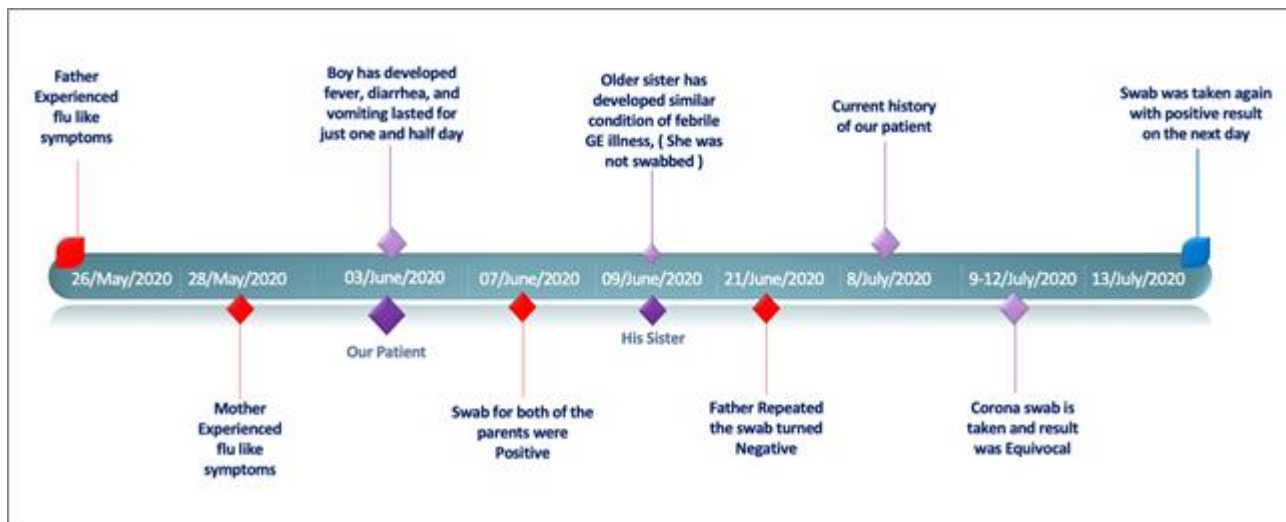 Father
Experienced
flu like
symptoms
Boy has developed
fever, diarrhea, and
vomiting lasted for
just one and half day
Older sister has
developed similar
condition of febrile
GE illness, ( She was
not swabbed )
Current history
of our patient
Swab was taken again
with positive result
on the next day
26/May/2020
28/May/2020
03/June/2020
07/June/2020
09/June/2020
21/June/2020
8/July/2020
9-12/July/2020
13/July/2020
Our Patient
His Sister
Mother
Experienced
flu like
symptoms
Swab for both of the
parents were
Positive
Father Repeated
the swab turned
Negative
Corona swab is
taken and result
was Equivocal